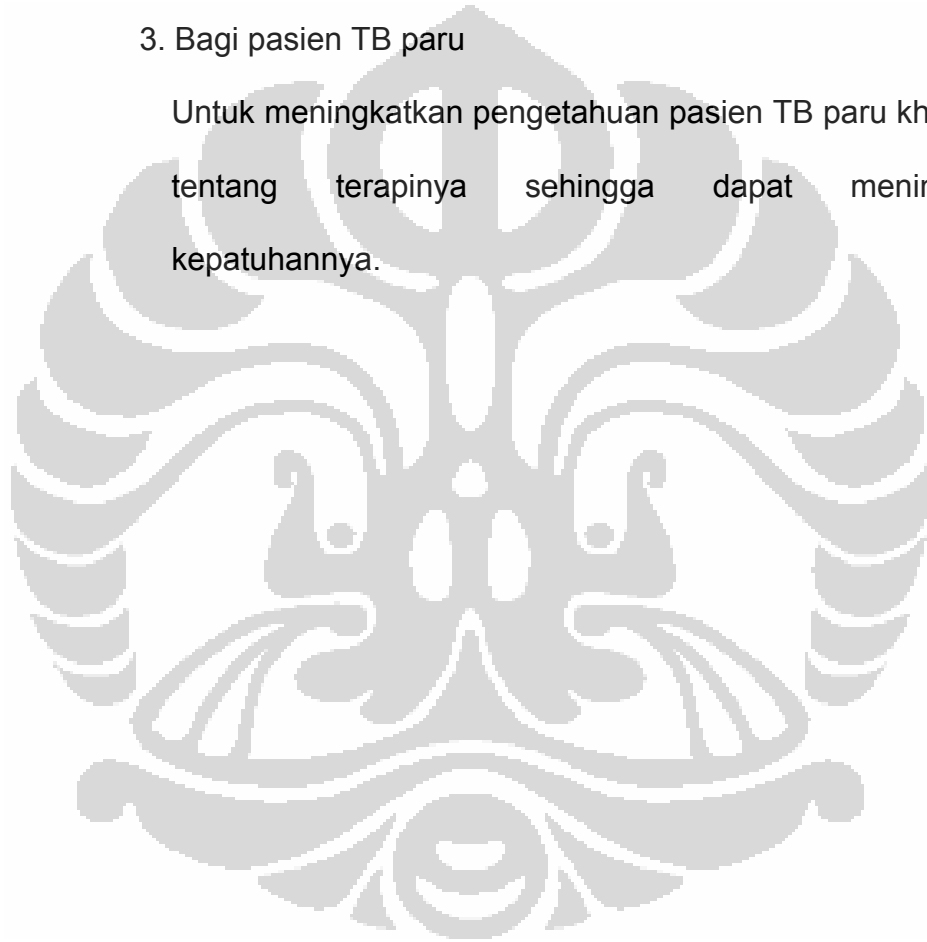 3. Bagi pasien TB paru
Untuk meningkatkan pengetahuan pasien TB paru
tentang terapinya sehingga dapat
kepatuhannya.